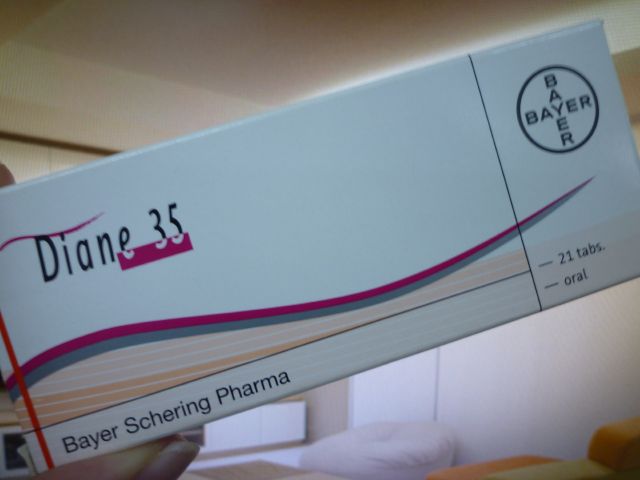 BAYER
BAYER
Diane 35
21 tabs.
oral
Bayer Schering Pharma